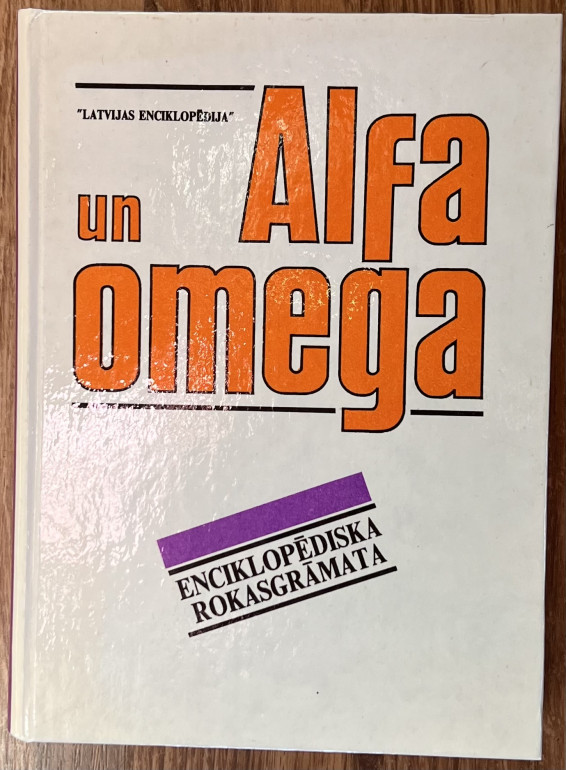 "LATVIJAS ENCIKLOPĒDIJA"
Alfa
un
omega
ENCIKLOPĒDISKA
ROKASGRĀMATA